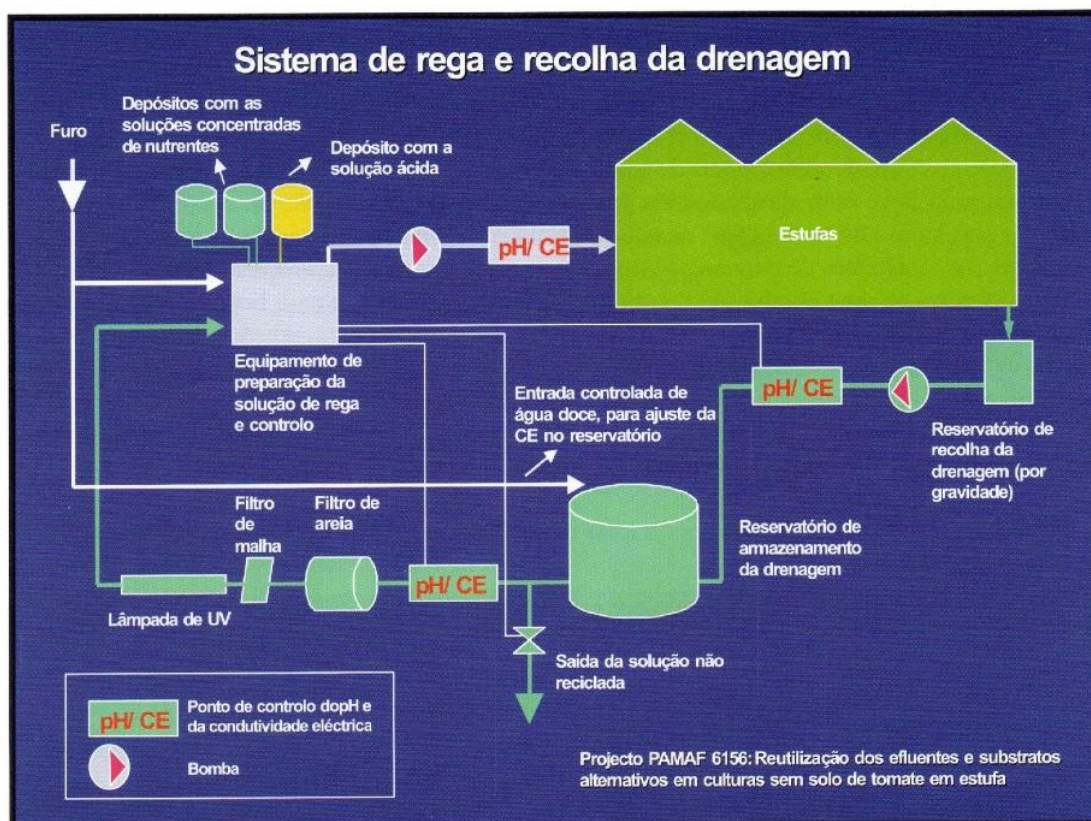 Sistema de rega e recolha da drenagem
Depósitos com as
soluções concentradas
de nutrentes
Furo
Depósito com a
solução ácida
pH/ CE
Estufas
Equipamento de
preparação da
solução de rega
e controlo
Entrada controlada de
água doce, para ajuste da
CE no reservatório
pH/ CE
Reservatório de
recolha da
drenagem (por
gravidade)
Filtro
de
malha
Filtro de
areia
Reservatório de
armazenamento
da drenagem
pH/ CE
Lâmpada de UV
Saída da solução não
reciclada
pH/ CE
Ponto de controlo dopH e
da condutividade eléctrica
Bomba
Projecto PAMAF 6156: Reutilização dos efluentes e substratos
alternativos em culturas sem solo de tomate em estufa